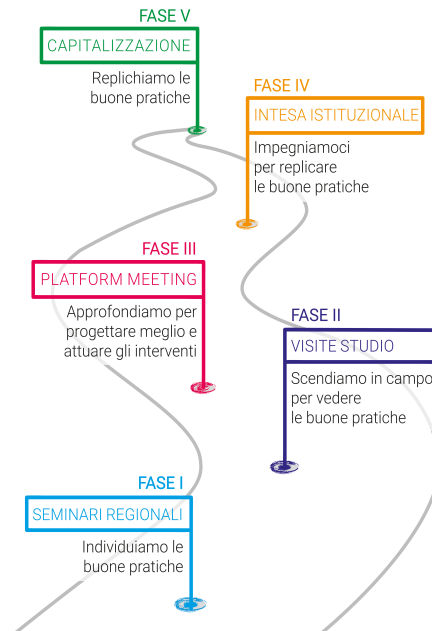 FASE V
CAPITALIZZAZIONE
Replichiamo le
buone pratiche
FASE IV
INTESA ISTITUZIONALE
Impegniamoci
per replicare
le buone pratiche
FASE III
PLATFORM MEETING
Approfondiamo per
progettare meglio e
attuare gli interventi
FASE II
VISITE STUDIO
Scendiamo in campo
per vedere
le buone pratiche
FASE I
SEMINARI REGIONALI
Individuiamo le
buone pratiche